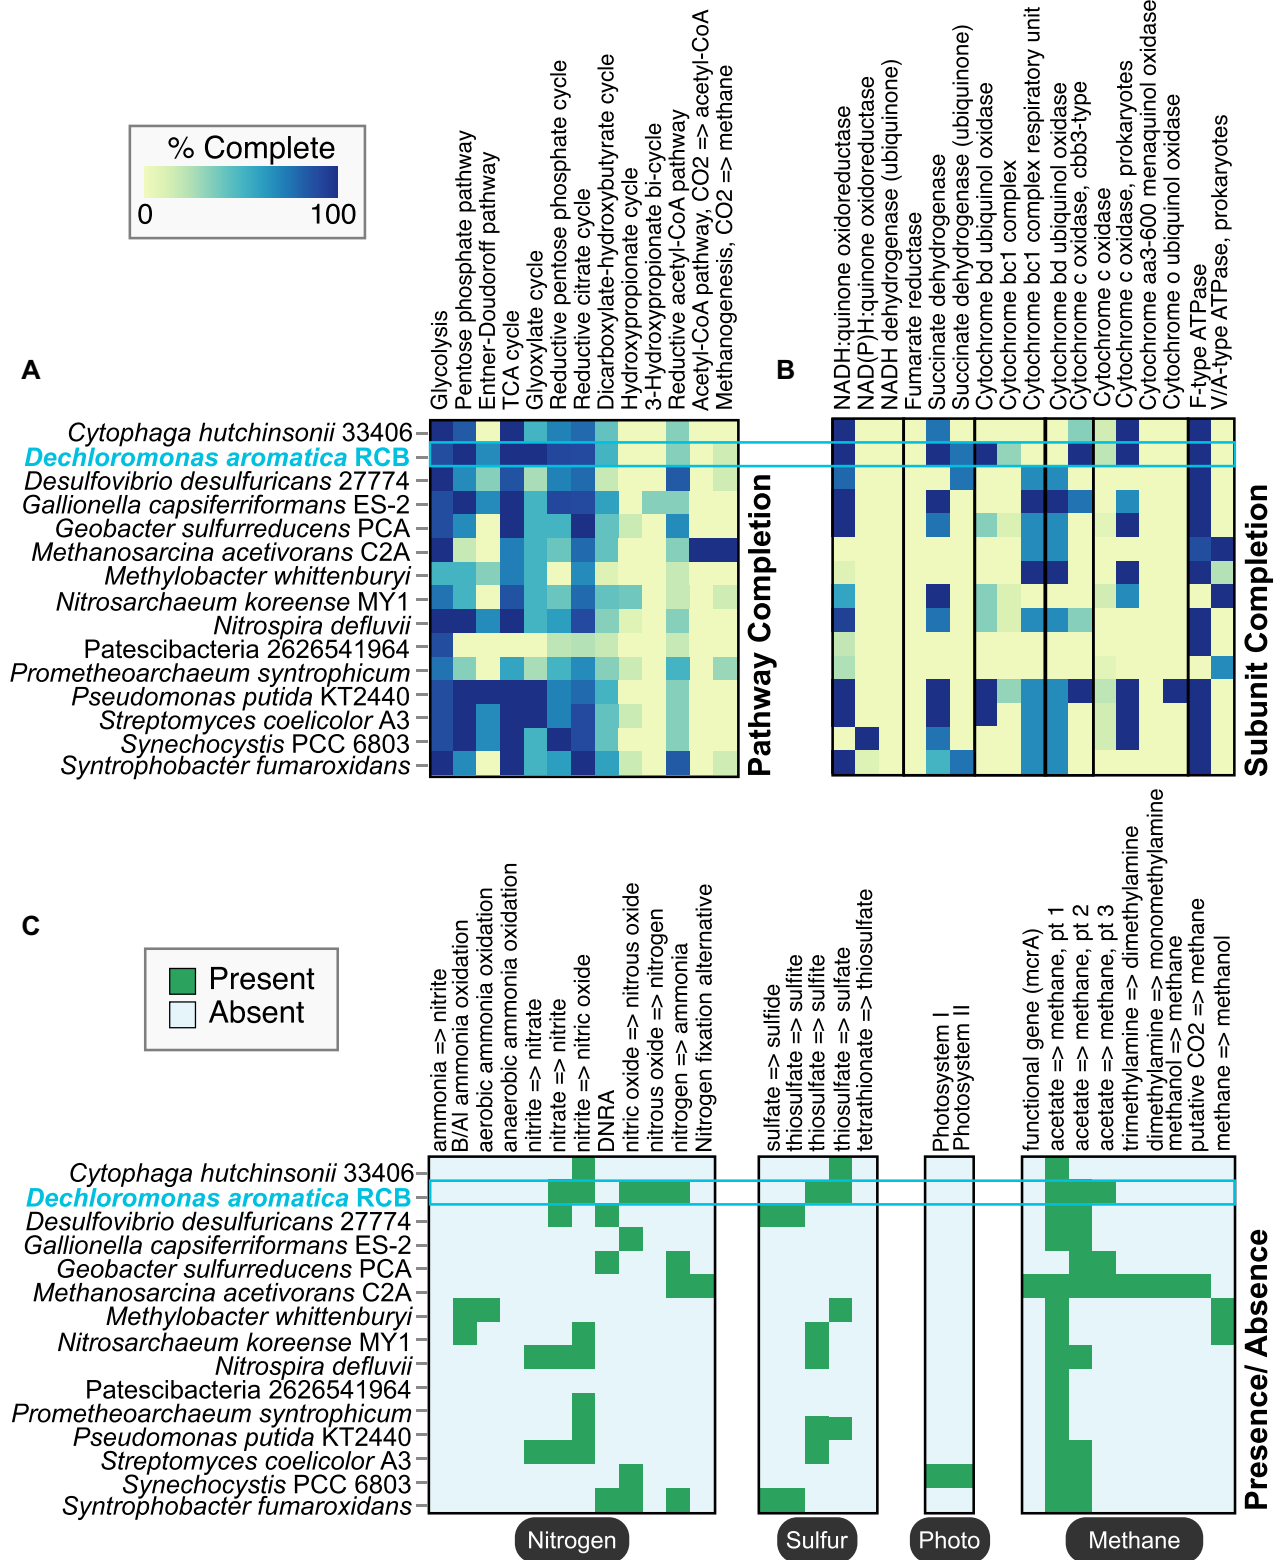 % Complete
0 100
Glycolysis
Pentose phosphate pathway
Entner-Doudoroff pathway
TCA cycle
Glyoxylate cycle
Reductive pentose phosphate cycle
Reductive citrate cycle
Dicarboxylate-hydroxybutyrate cycle
Hydroxypropionate cycle
3-Hydroxypropionate bi-cycle
Reductive acetyl-CoA pathway
Acetyl-CoA pathway, CO2 => acetyl-CoA
Methanogenesis, CO2 => methane
NADH:quinone oxidoreductase
NAD(P)H:quinone oxidoreductase
NADH dehydrogenase (ubiquinone)
Fumarate reductase
Succinate dehydrogenase
Succinate dehydrogenase (ubiquinone)
Cytochrome bd ubiquinol oxidase
Cytochrome bc1 complex
Cytochrome bc1 complex respiratory unit
Cytochrome bd ubiquinol oxidase
Cytochrome c oxidase, cbb3-type
Cytochrome c oxidase
Cytochrome c oxidase, prokaryotes
Cytochrome aa3-600 menaquinol oxidase
Cytochrome o ubiquinol oxidase
F-type ATPase
V/A-type ATPase, prokaryotes
A
B
Cytophaga hutchinsonii 33406
Dechloromonas aromatica RCB
Desulfovibrio desulfuricans 27774
Gallionella capsiferriformans ES-2
Geobacter sulfurreducens PCA
Methanosarcina acetivorans C2A
Methylobacter whittenburyi
Nitrosarchaeum koreense MY1
Nitrospira defluvii
Patescibacteria 2626541964
Prometheoarchaeum syntrophicum
Pseudomonas putida KT2440
Streptomyces coelicolor A3
Synechocystis PCC 6803
Syntrophobacter fumaroxidans
Pathway Completion
Subunit Completion
C
Present
Absent
ammonia => nitrite
B/Al ammonia oxidation
aerobic ammonia oxidation
anaerobic ammonia oxidation
nitrite => nitrate
nitrate => nitrite
nitrite => nitric oxide
DNRA
nitric oxide => nitrous oxide
nitrous oxide => nitrogen
nitrogen => ammonia
Nitrogen fixation alternative
sulfate => sulfide
thiosulfate => sulfite
thiosulfate => sulfite
thiosulfate => sulfate
tetrathionate => thiosulfate
Photosystem I
Photosystem II
functional gene (mcrA)
acetate => methane, pt 1
acetate => methane, pt 2
acetate => methane, pt 3
trimethylamine => dimethylamine
dimethylamine => monomethylamine
methanol => methane
putative CO2 => methane
methane => methanol
Cytophaga hutchinsonii 33406
Dechloromonas aromatica RCB
Desulfovibrio desulfuricans 27774
Gallionella capsiferriformans ES-2
Geobacter sulfurreducens PCA
Methanosarcina acetivorans C2A
Methylobacter whittenburyi
Nitrosarchaeum koreense MY1
Nitrospira defluvii
Patescibacteria 2626541964
Prometheoarchaeum syntrophicum
Pseudomonas putida KT2440
Streptomyces coelicolor A3
Synechocystis PCC 6803
Syntrophobacter fumaroxidans
Presence/ Absence
Nitrogen
Sulfur
Photo
Methane